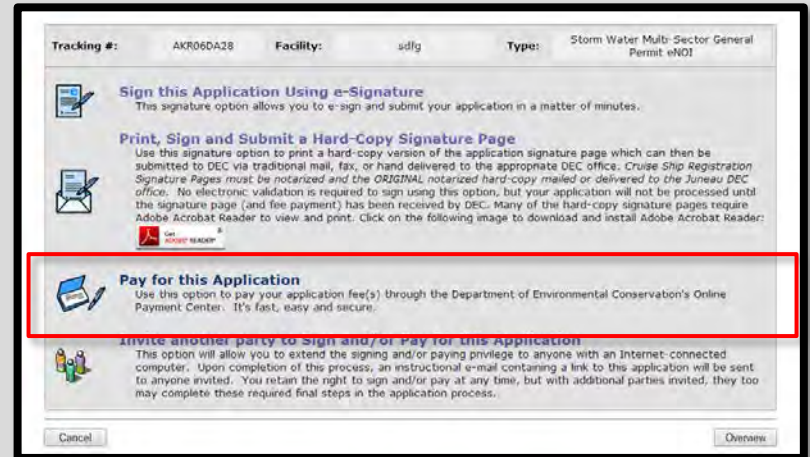 Tracking #: AKR06DA28 Facility: sdfg Type: Storm Water Multi-Sector General
Permit eNOI
Sign this Application Using e-Signature
This signature option allows you to e-sign and submit your application in a matter of minutes.
Print, Sign and Submit a Hard-Copy Signature Page
Use this signature option to print a hard-copy version of the application signature page which can then be
submitted to DEC via traditional mail, fax, or hand delivered to the appropriate DEC office. Cruise Ship Registration
Signature Pages must be notarized and the ORIGINAL notarized hard-copy mailed or delivered to the Juneau DEC
office. No electronic validation is required to sign using this option, but your application will not be processed until
the signature page (and fee payment) has been received by DEC. Many of the hard-copy signature pages require
Adobe Acrobat Reader to view and print. Click on the following image to download and install Adobe Acrobat Reader:
Get
ADOBE® READER®
Pay for this Application
Use this option to pay your application fee(s) through the Department of Environmental Conservation's Online
Payment Center. It's fast, easy and secure.
Invite another party to Sign and/or Pay for this Application
This option will allow you to extend the signing and/or paying privilege to anyone with an Internet-connected
computer. Upon completion of this process, an instructional e-mail containing a link to this application will be sent
to anyone invited. You retain the right to sign and/or pay at any time, but with additional parties invited, they too
may complete these required final steps in the application process.
Cancel Overview